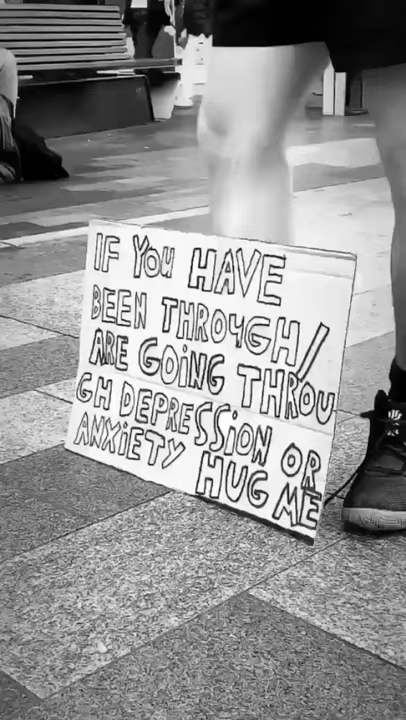 IF YOU HAVE
BEEN THROUGH/
ARE GOiNG THROU
GH DEPRESSiON OR
ANXiETY HUG ME